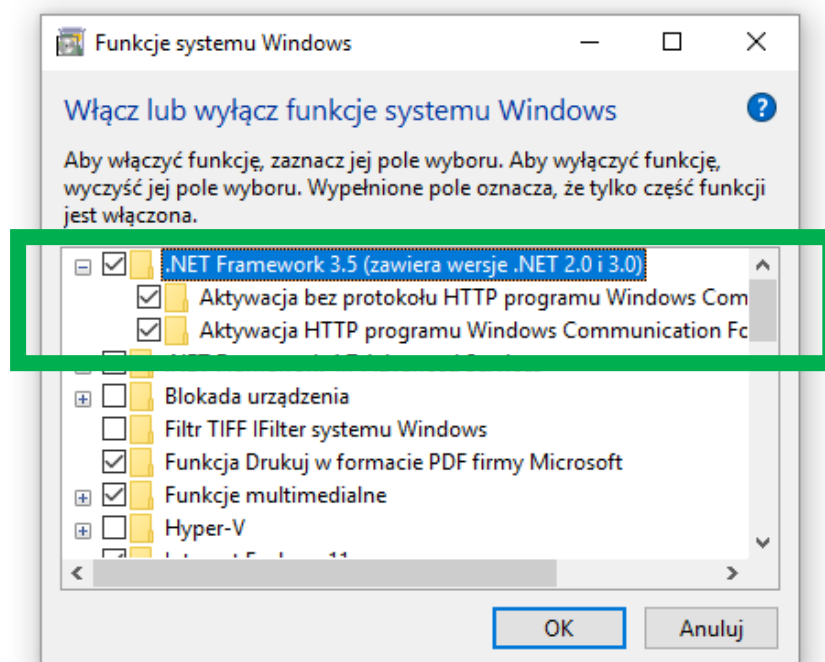 Funkcje systemu Windows
Włącz lub wyłącz funkcje systemu Windows
?
Aby włączyć funkcję, zaznacz jej pole wyboru. Aby wyłączyć funkcję,
wyczyść jej pole wyboru. Wypełnione pole oznacza, że tylko część funkcji
jest włączona.
.NET Framework 3.5 (zawiera wersje .NET 2.0 i 3.0)
Aktywacja bez protokołu HTTP programu Windows Com
Aktywacja HTTP programu Windows Communication Fc
Blokada urządzenia
Filtr TIFF IFilter systemu Windows
Funkcja Drukuj w formacie PDF firmy Microsoft
Funkcje multimedialne
Hyper-V
OK
Anuluj